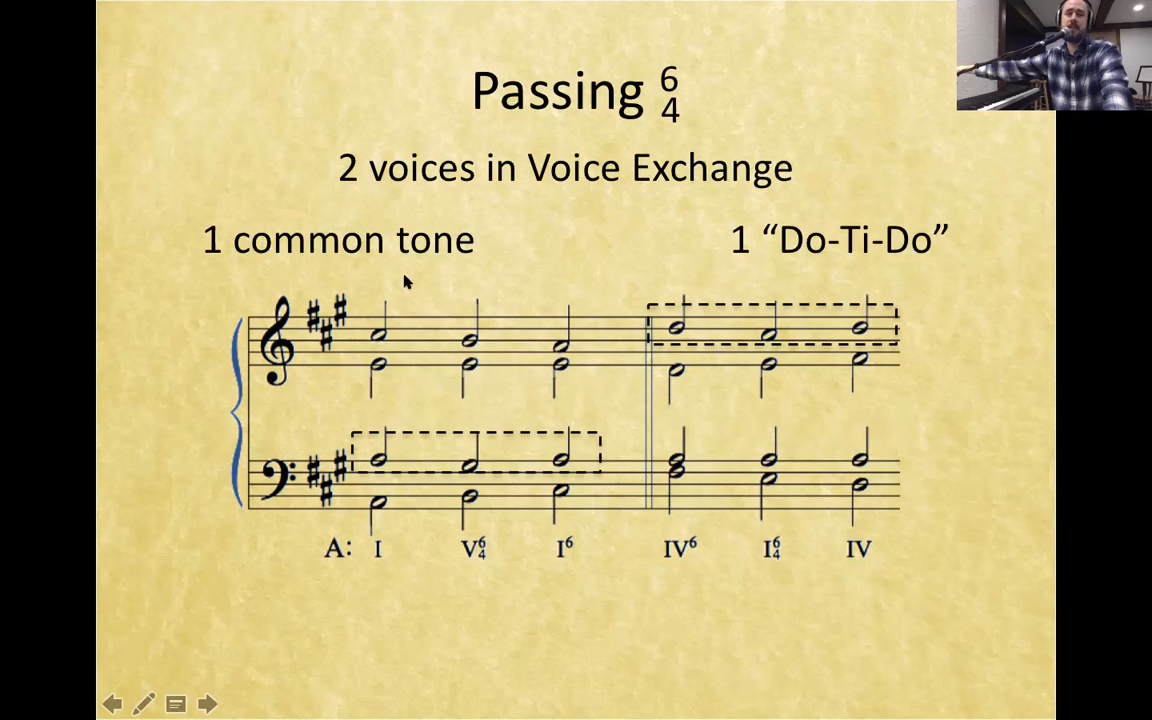 Passing 6
4
2 voices in Voice Exchange
1 common tone
1 “Do-Ti-Do”
A: I V6 4 I6 IV6 I6 4 IV